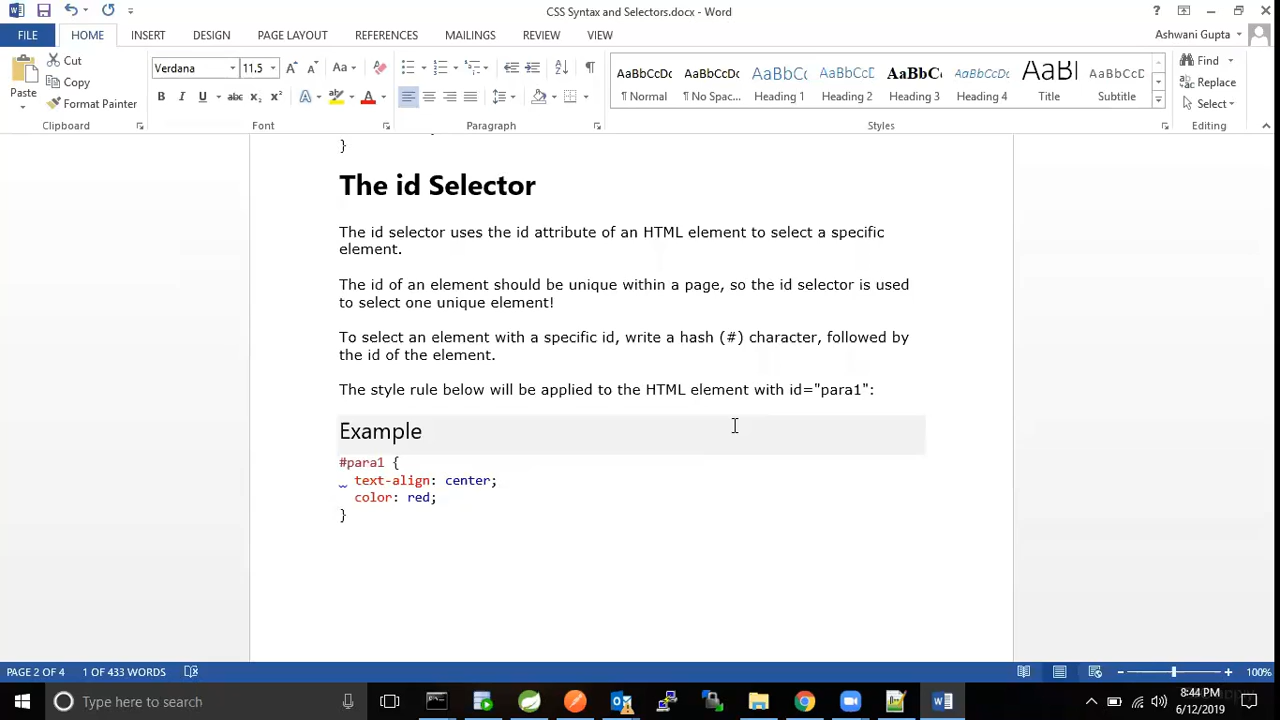 CSS Syntax and Selectors.docx - Word
?
FILE
HOME
INSERT
DESIGN
PAGE LAYOUT
REFERENCES
MAILINGS
REVIEW
VIEW
Ashwani Gupta
Paste
Cut
Copy
Format Painter
Clipboard
Verdana
11.5
Aa
B I U abc x₂ x²
A
A
Font
Paragraph
AaBbCcDc
¶ Normal
AaBbCcDc
¶ No Spac...
AaBbCc
Heading 1
AaBbCcD
Heading 2
AaBbC
Heading 3
AaBbCcD
Heading 4
AaBl
Title
AaBbCcDc
Subtitle
Styles
Find
Replace
Select
Editing
}
The id Selector
The id selector uses the id attribute of an HTML element to select a specific
element.
The id of an element should be unique within a page, so the id selector is used
to select one unique element!
To select an element with a specific id, write a hash (#) character, followed by
the id of the element.
The style rule below will be applied to the HTML element with id="para1":
Example
#para1 {
text-align: center;
color: red;
}
PAGE 2 OF 4
1 OF 433 WORDS
100%
Type here to search
8:44 PM
6/12/2019